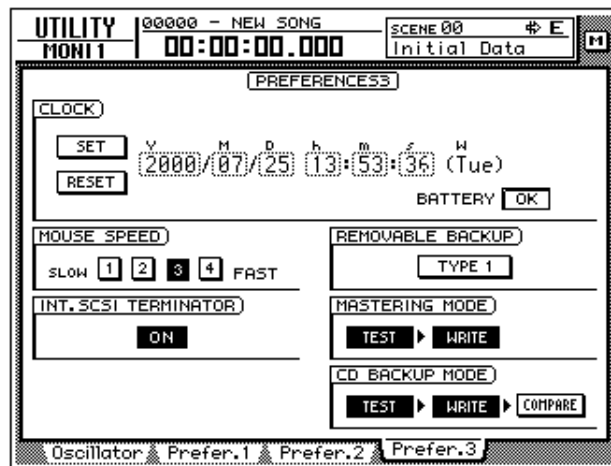 UTILITY 00000 - NEW SONG SCENE 00 E
MONI 1 00:00:00.000 Initial Data M
PREFERENCES3
CLOCK
Y M D h m s W
SET 2000/07/25 13:53:36 (Tue)
RESET
BATTERY OK
MOUSE SPEED
SLOW 1 2 3 4 FAST
REMOVABLE BACKUP
TYPE 1
INT.SCSI TERMINATOR
ON
MASTERING MODE
TEST WRITE
CD BACKUP MODE
TEST WRITE COMPARE
Oscillator Prefer.1 Prefer.2 Prefer.3